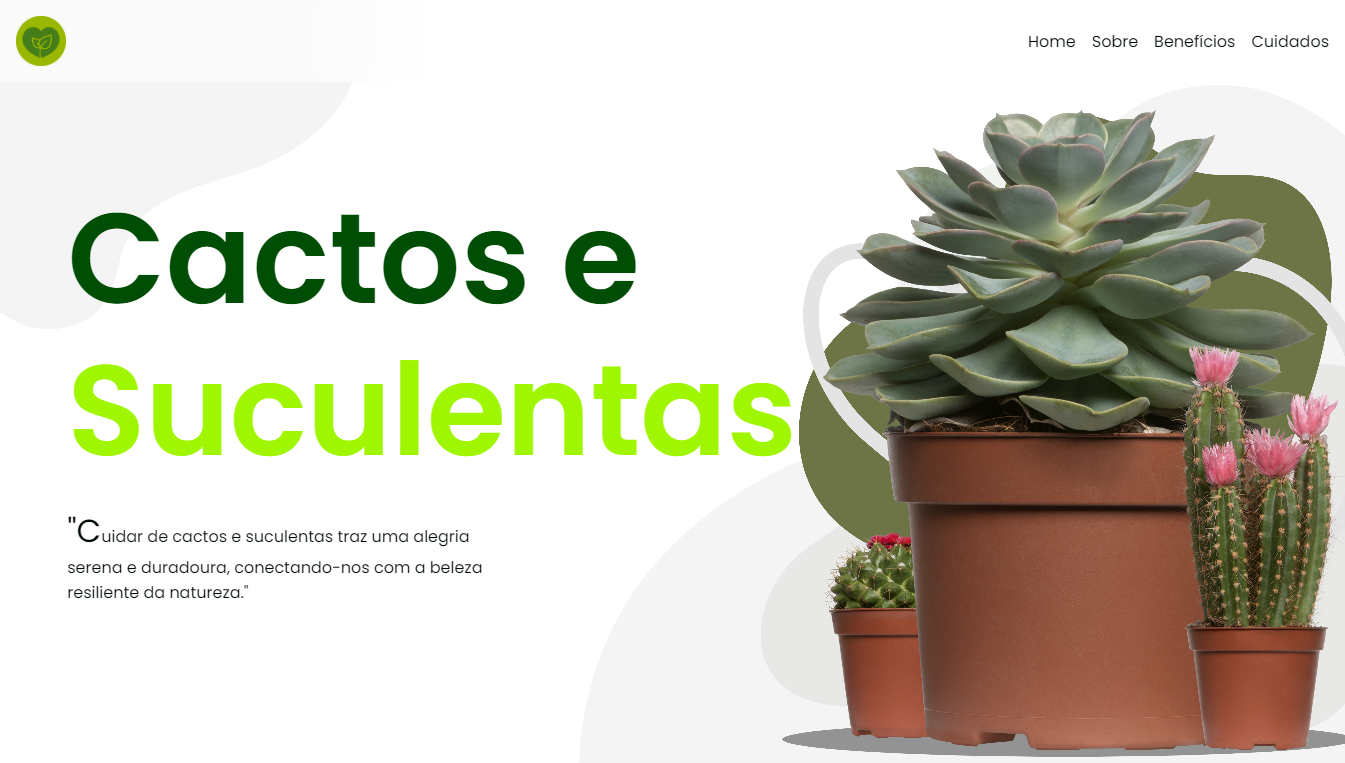 Home Sobre Benefícios Cuidados
Cactos e
Suculentas
"Cuidar de cactos e suculentas traz uma alegria
serena e duradoura, conectando-nos com a beleza
resiliente da natureza."